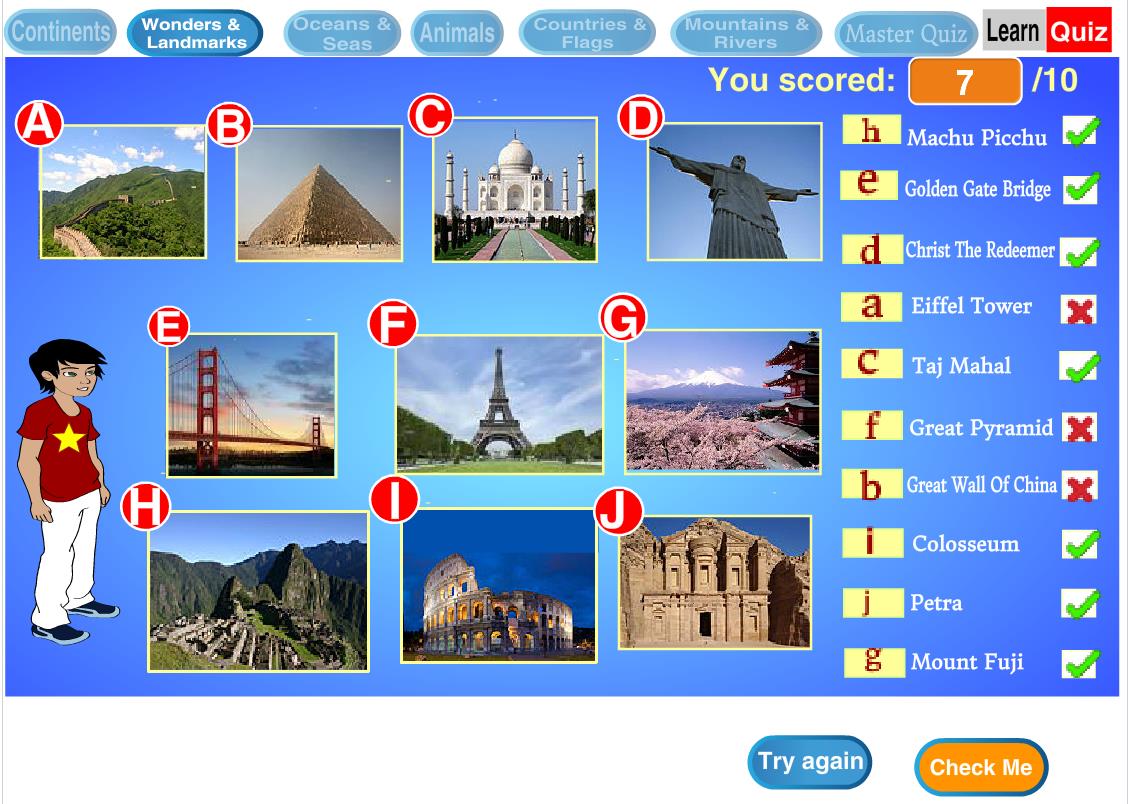 Continents
Wonders &
Landmarks
Oceans &
Seas
Animals
Countries &
Flags
Mountains &
Rivers
Master Quiz
Learn Quiz
You scored: 7 /10
A
B
C
D
E
F
G
H
I
J
h Machu Picchu
e Golden Gate Bridge
d Christ The Redeemer
a Eiffel Tower
C Taj Mahal
f Great Pyramid
b Great Wall Of China
i Colosseum
j Petra
g Mount Fuji
Try again
Check Me